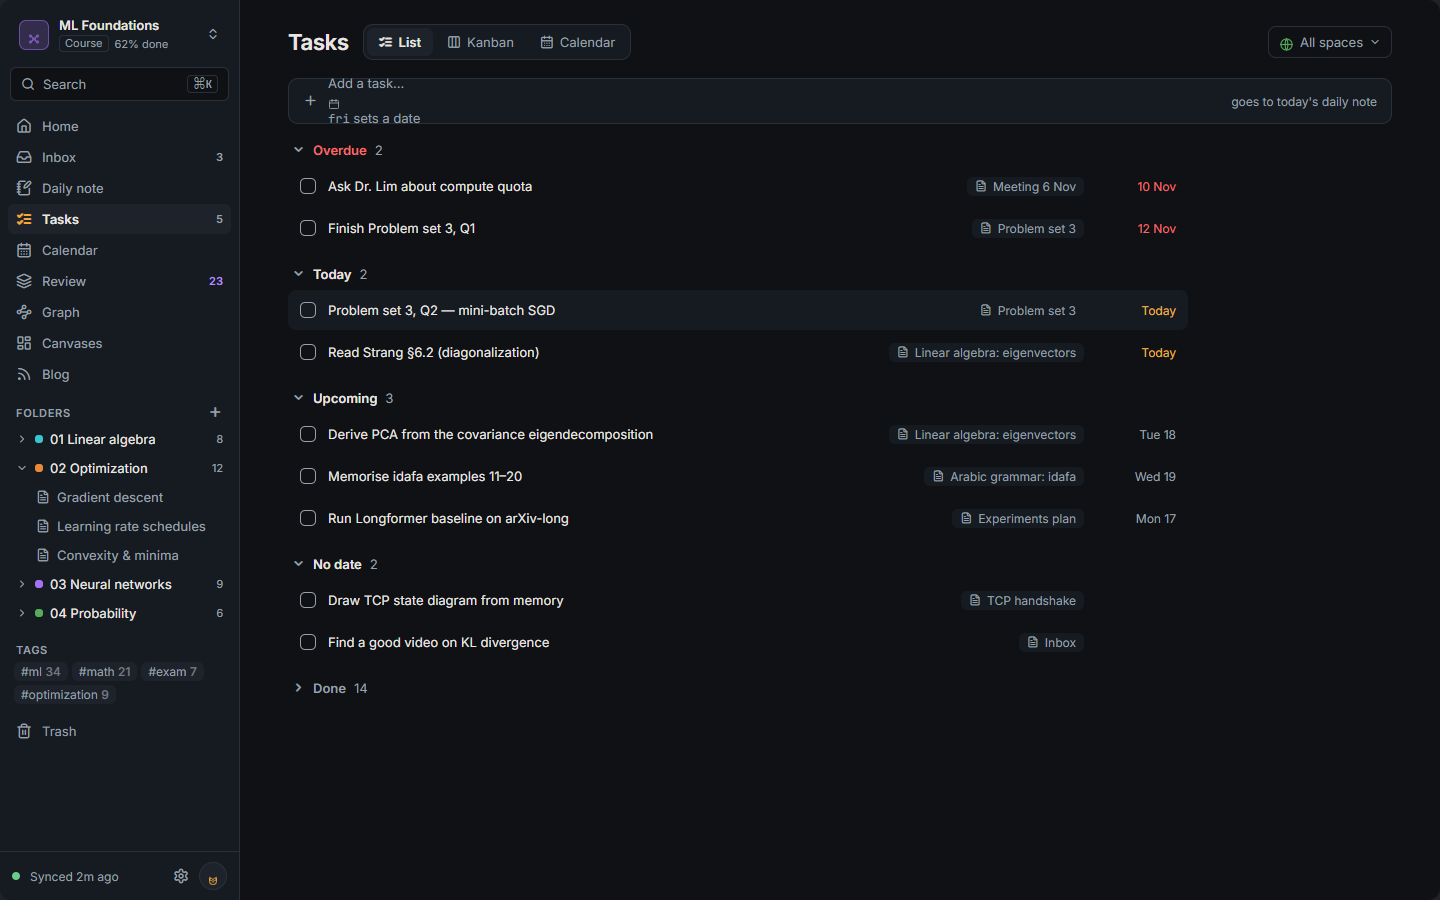 ML Foundations
Course 62% done
Search ⌘K
Home
Inbox 3
Daily note
Tasks 5
Calendar
Review 23
Graph
Canvases
Blog
FOLDERS
01 Linear algebra 8
02 Optimization 12
Gradient descent
Learning rate schedules
Convexity & minima
03 Neural networks 9
04 Probability 6
TAGS
#ml 34 #math 21 #exam 7
#optimization 9
Trash
Synced 2m ago
Tasks List Kanban Calendar All spaces
Add a task...
fri sets a date
goes to today's daily note
Overdue 2
Ask Dr. Lim about compute quota Meeting 6 Nov 10 Nov
Finish Problem set 3, Q1 Problem set 3 12 Nov
Today 2
Problem set 3, Q2 — mini-batch SGD Problem set 3 Today
Read Strang §6.2 (diagonalization) Linear algebra: eigenvectors Today
Upcoming 3
Derive PCA from the covariance eigendecomposition Linear algebra: eigenvectors Tue 18
Memorise idafa examples 11–20 Arabic grammar: idafa Wed 19
Run Longformer baseline on arXiv-long Experiments plan Mon 17
No date 2
Draw TCP state diagram from memory TCP handshake
Find a good video on KL divergence Inbox
Done 14